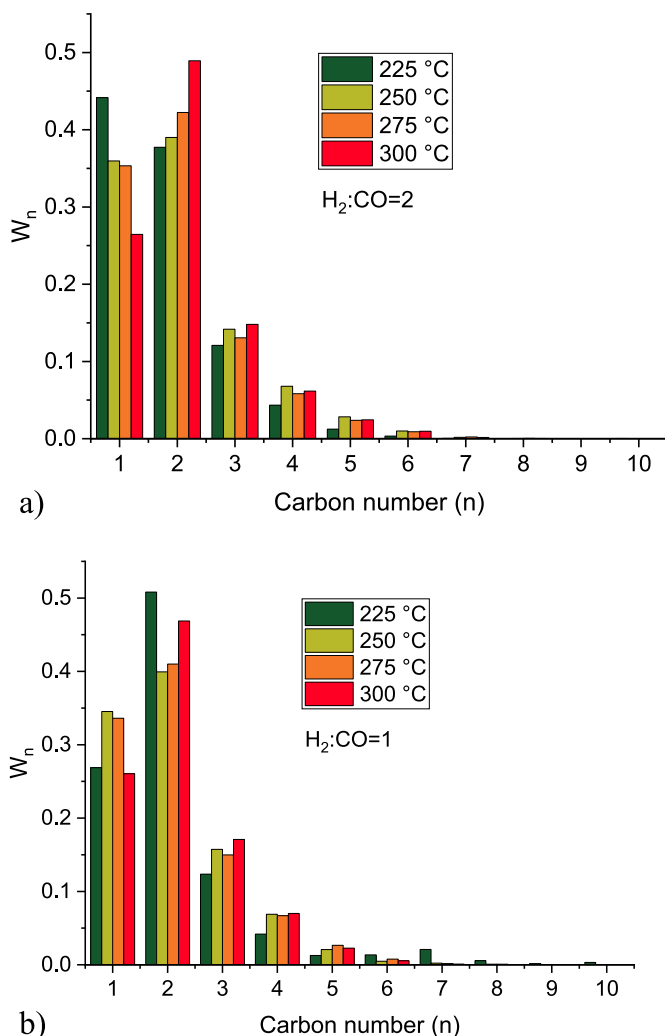 0.5
0.4
0.3
0.2
0.1
0.0
Wn
225 °C
250 °C
275 °C
300 °C
H2:CO=2
1 2 3 4 5 6 7 8 9 10
Carbon number (n)
a)
0.5
0.4
0.3
0.2
0.1
0.0
Wn
225 °C
250 °C
275 °C
300 °C
H2:CO=1
1 2 3 4 5 6 7 8 9 10
Carbon number (n)
b)